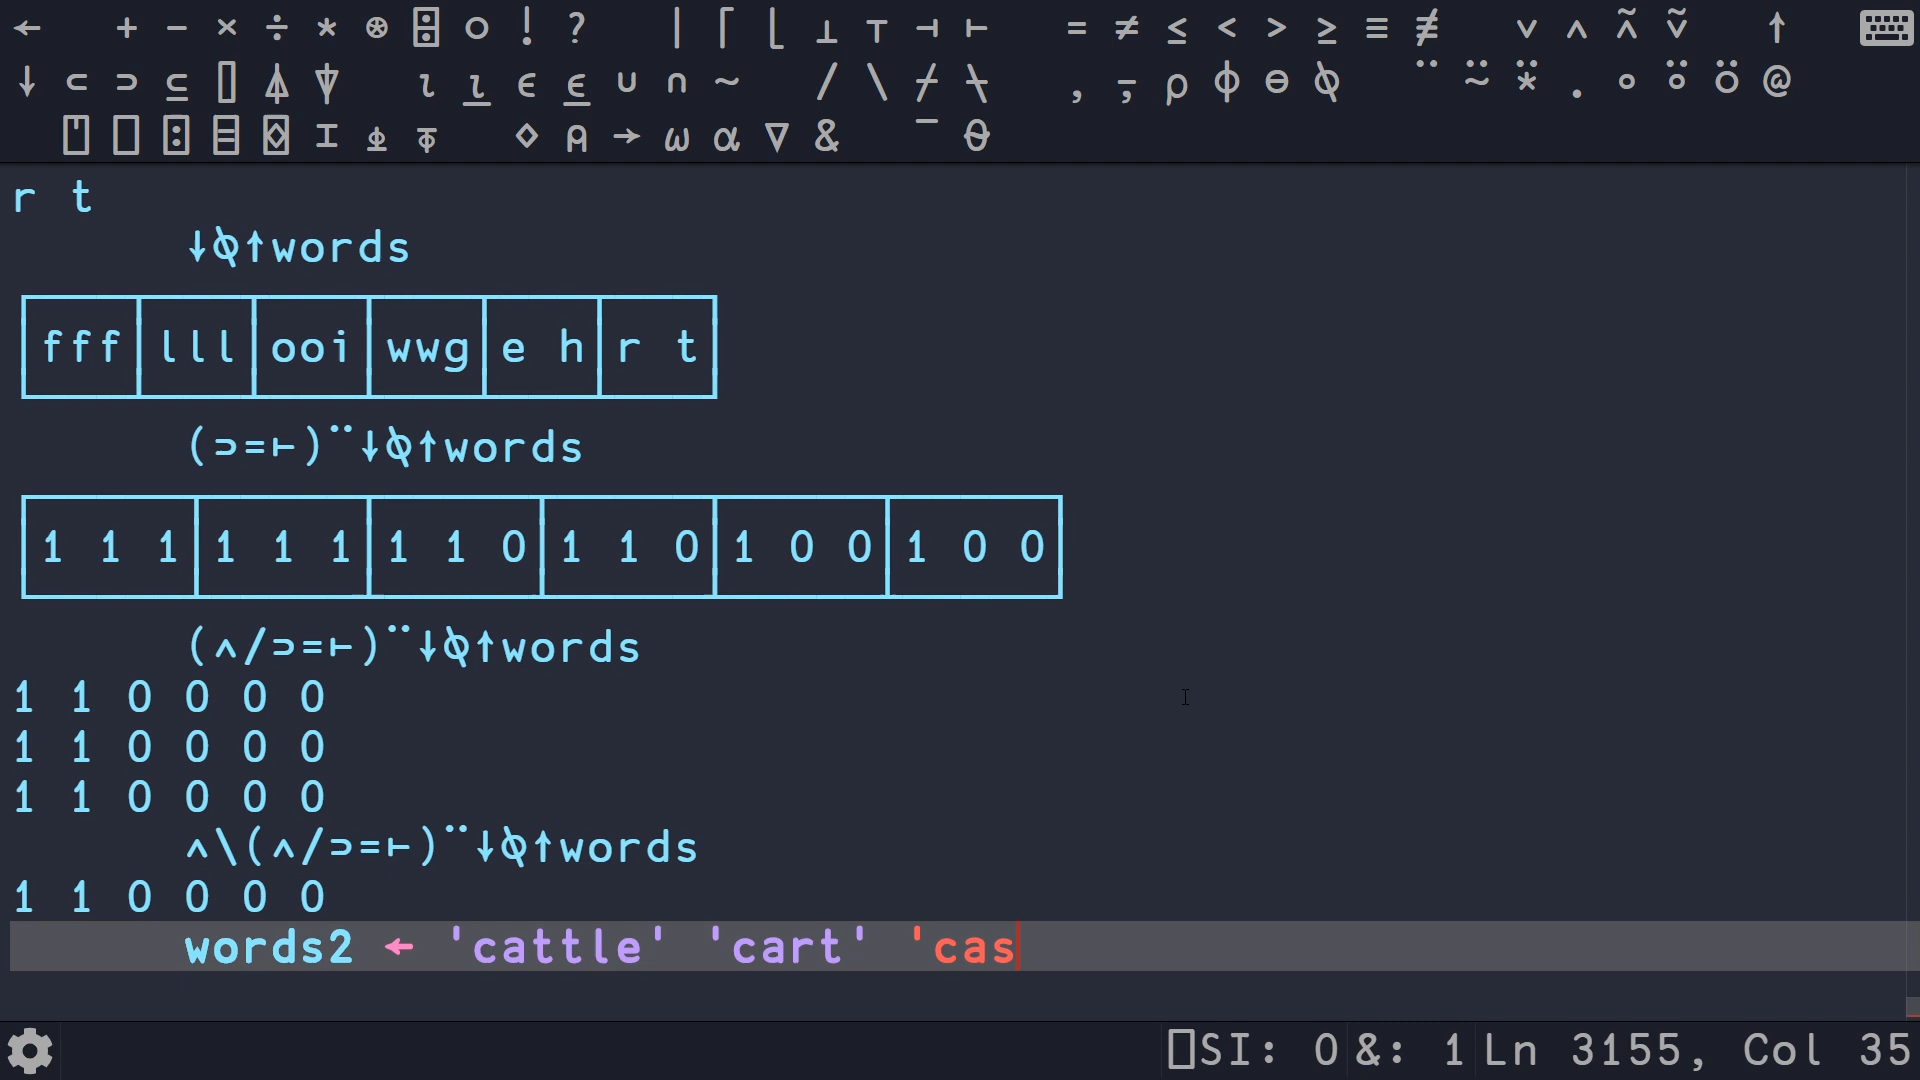 ← + - × ÷ * ⍟ ⌹ ○ ! ? | ⌈ ⌊ ⊥ ⊤ ⊣ ⊢ = ≠ ≤ < > ≥ ≡ ≢ ∨ ∧ ⍲ ⍱ ↑
↓ ⊂ ⊃ ⊆ ⌷ ⍋ ⍒ ⍳ ⍸ ∊ ⍷ ∪ ∩ ~ / \ ⌿ ⍀ , ⍪ ⍴ ⌽ ⊖ ⍉ ¨ ⍨ ⍣ . ∘ ⍤ ⍥ @
⍞ ⎕ ⍠ ⌸ ⌺ ⌶ ⍎ ⍕ ⋄ ⍝ → ⍵ ⍺ ∇ & ¯ ⍬
r t
↓⍉↑words
fff lll ooi wwg e h r t
(⊃=⊢)¨↓⍉↑words
1 1 1 1 1 1 1 1 0 1 1 0 1 0 0 1 0 0
(∧/⊃=⊢)¨↓⍉↑words
1 1 0 0 0 0
1 1 0 0 0 0
1 1 0 0 0 0
∧\(∧/⊃=⊢)¨↓⍉↑words
1 1 0 0 0 0
words2 ← 'cattle' 'cart' 'cas
⎕SI: 0 &: 1 Ln 3155, Col 35